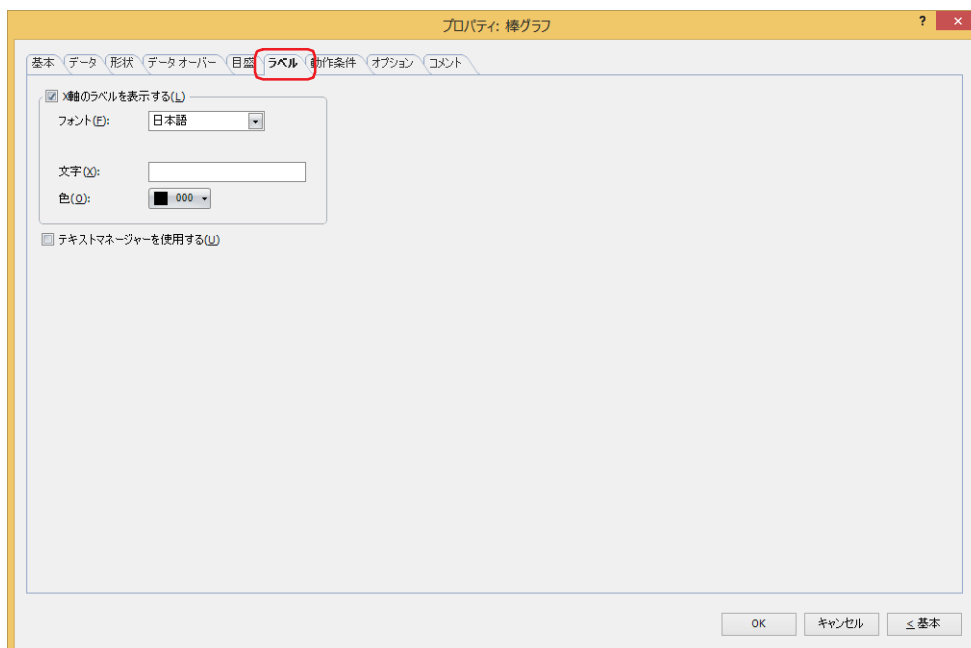 プロパティ: 棒グラフ
? ×
基本 データ 形状 データ オーバー 目盛 ラベル 動作条件 オプション コメント
X軸のラベルを表示する(L)
フォント(F): 日本語
文字(X):
色(O): 000
テキストマネージャーを使用する(U)
OK キャンセル ≤ 基本